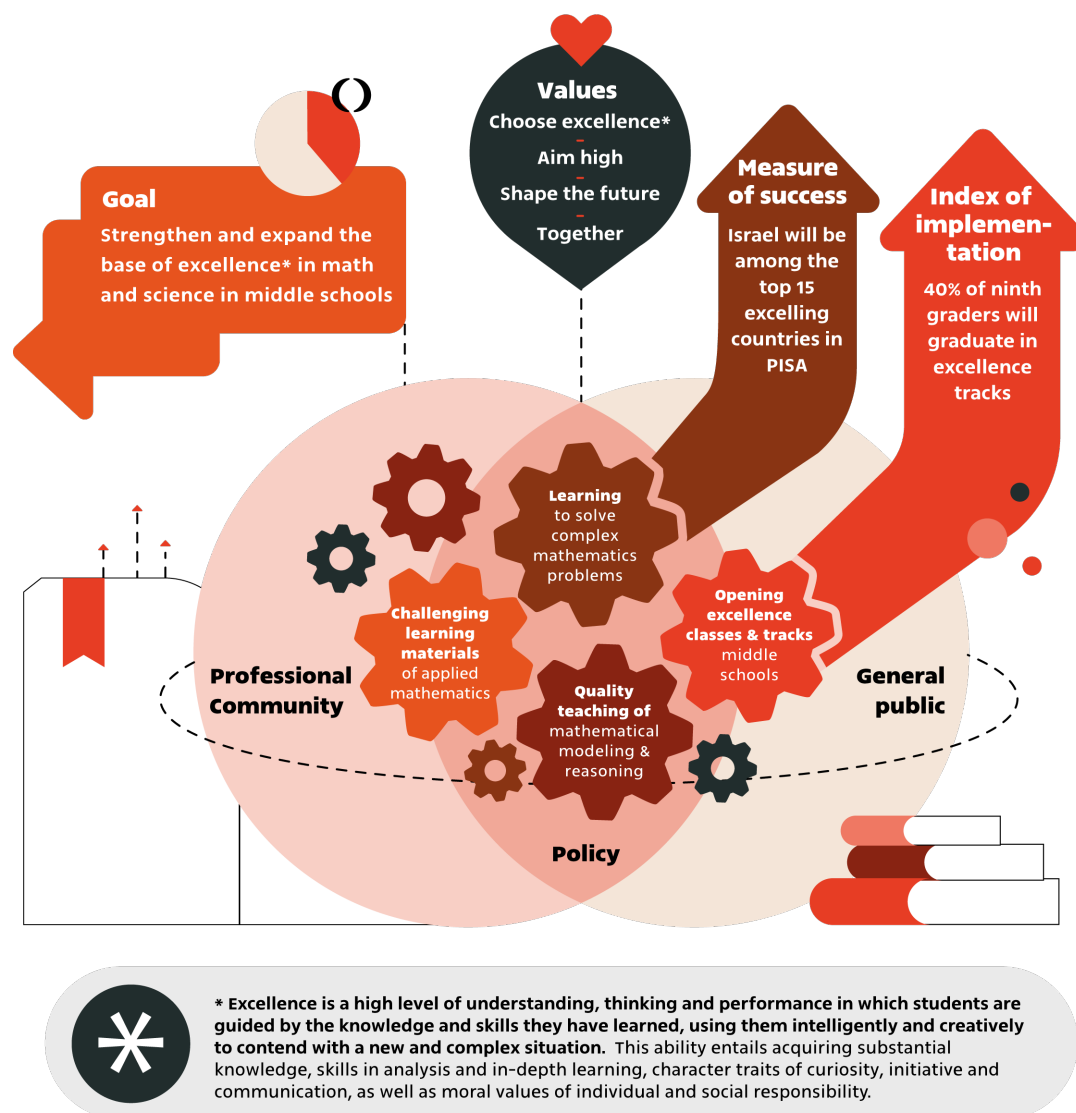 Values
Choose excellence*
Aim high
Shape the future
Together
Goal
Strengthen and expand the
base of excellence* in math
and science in middle schools
Measure
of success
Israel will be
among the
top 15
excelling
countries in
PISA
Index of
implemen-
tation
40% of ninth
graders will
graduate in
excellence
tracks
Learning
to solve
complex
mathematics
problems
Challenging
learning
materials
of applied
mathematics
Opening
excellence
classes & tracks
middle
schools
Quality
teaching of
mathematical
modeling &
reasoning
Professional
Community
General
public
Policy
* Excellence is a high level of understanding, thinking and performance in which students are
guided by the knowledge and skills they have learned, using them intelligently and creatively
to contend with a new and complex situation. This ability entails acquiring substantial
knowledge, skills in analysis and in-depth learning, character traits of curiosity, initiative and
communication, as well as moral values of individual and social responsibility.